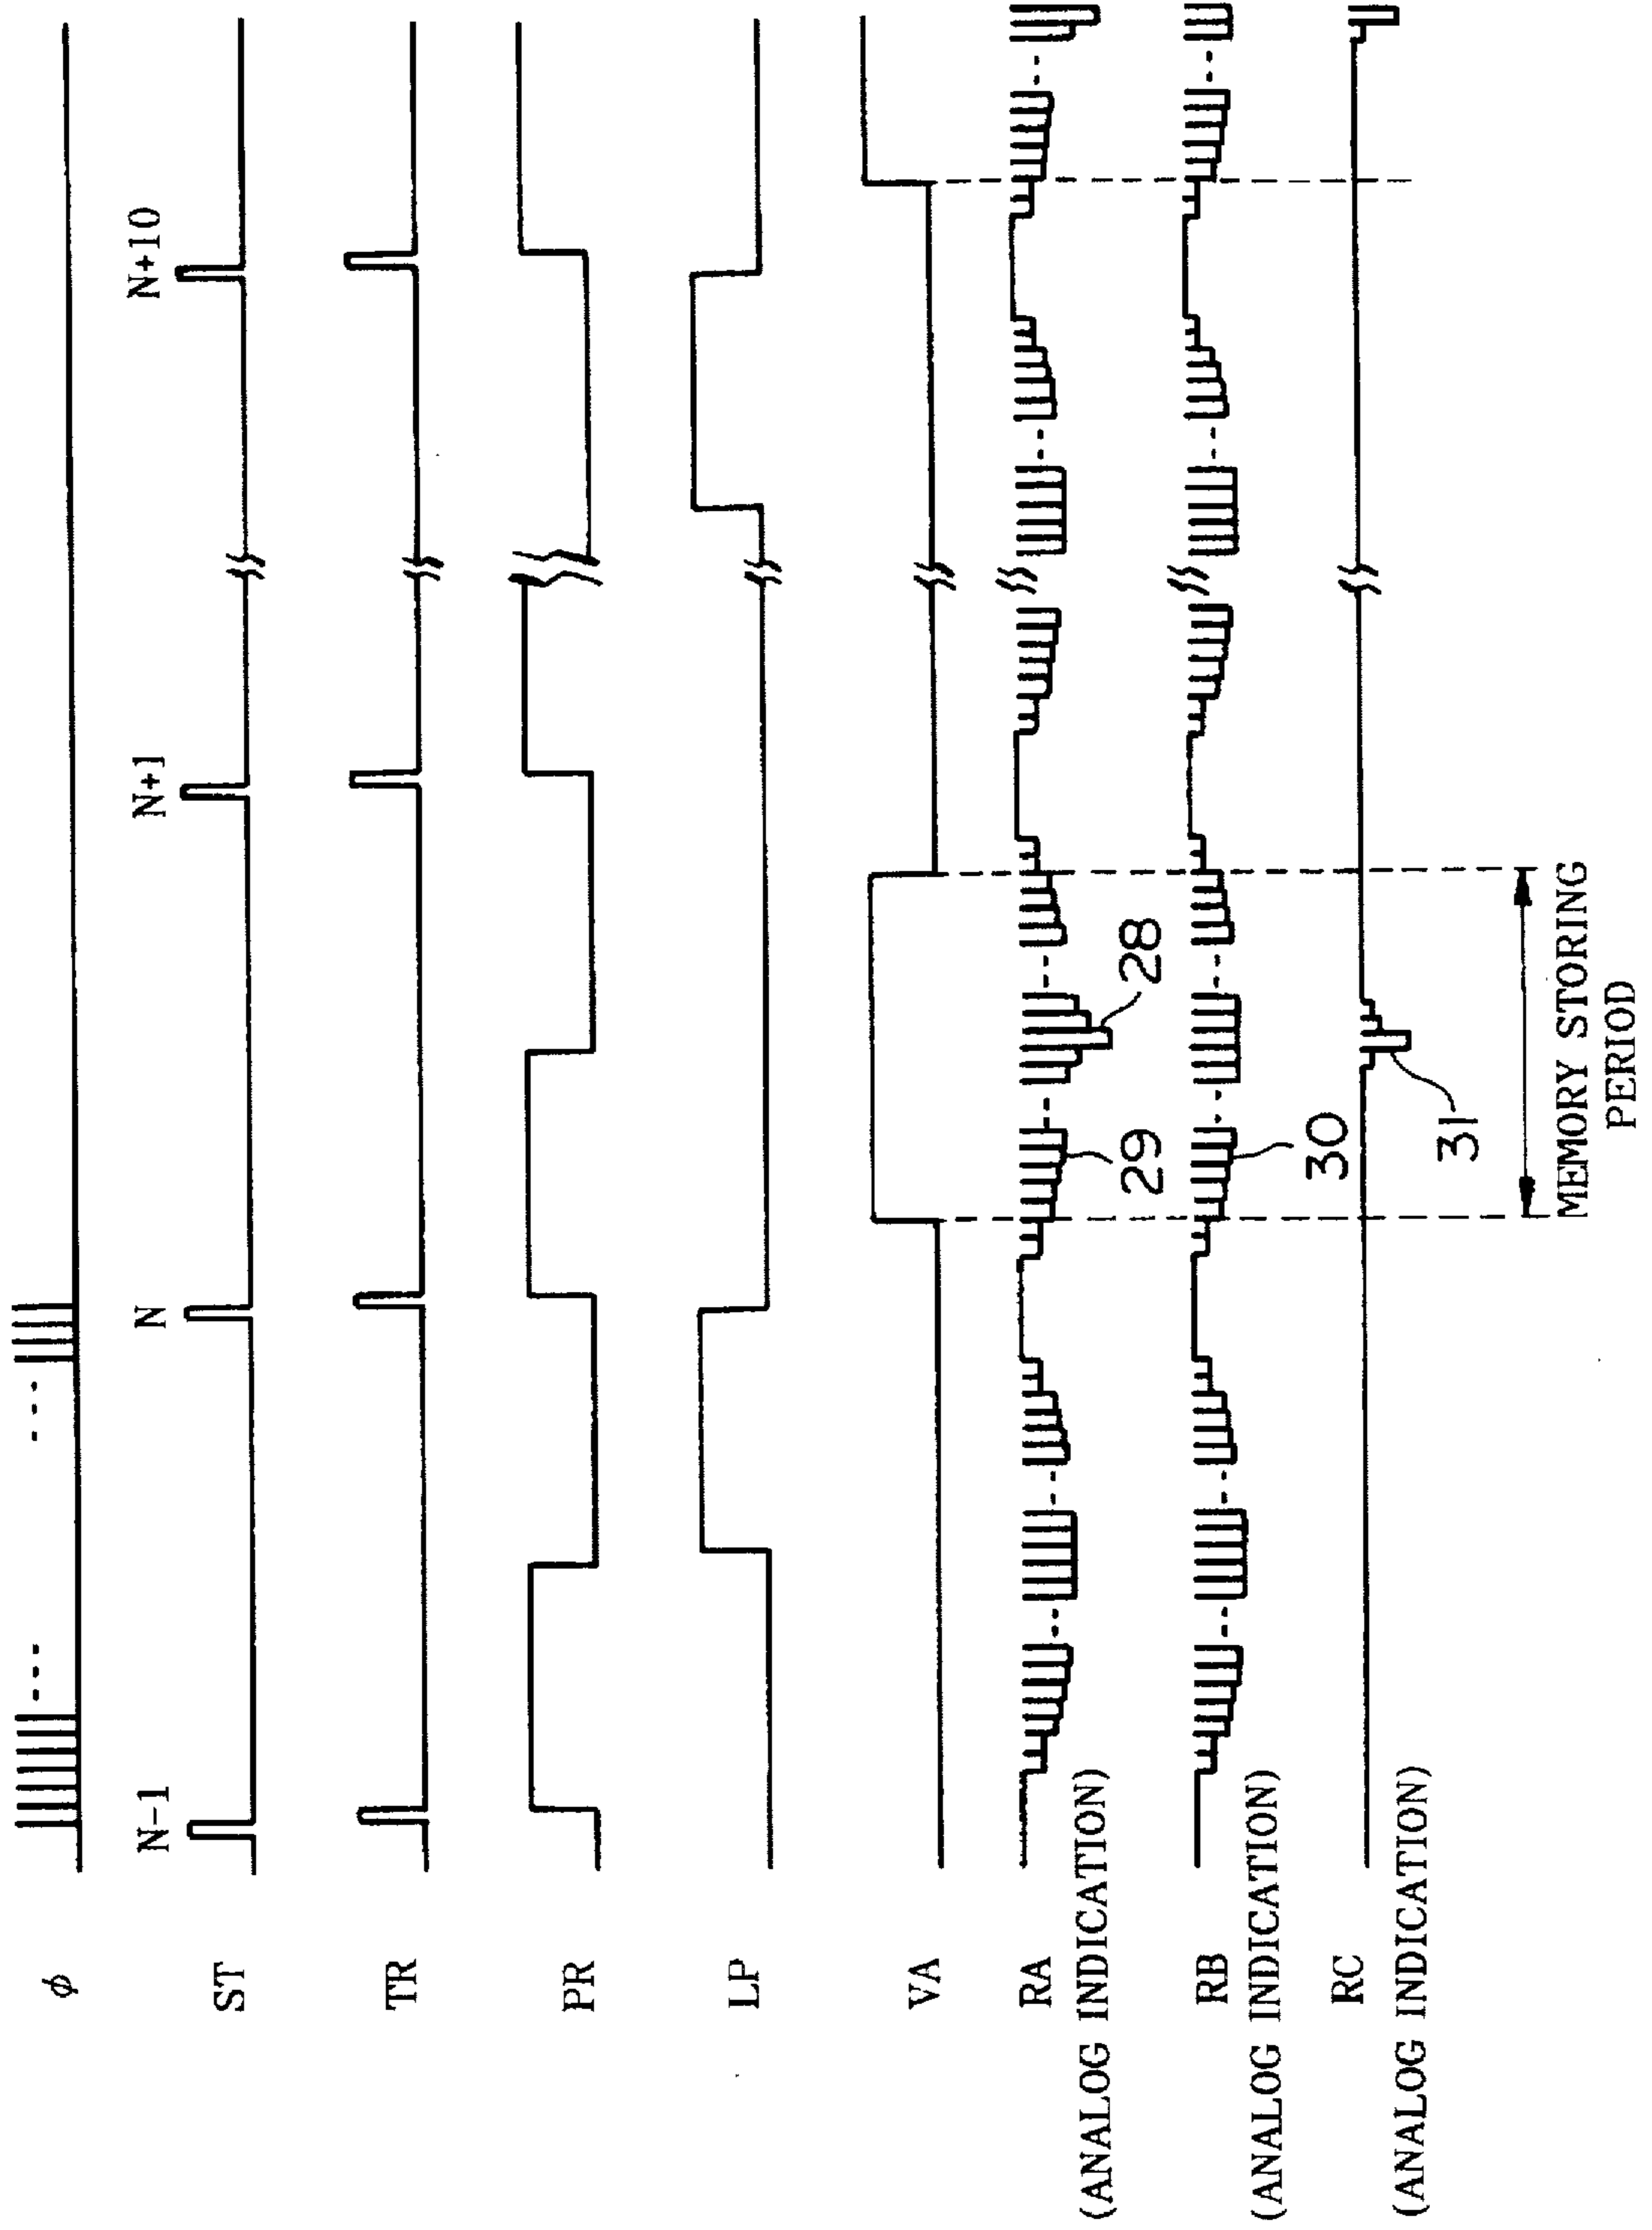 φ
ST
N-1
N
N+1
N+10
TR
PR
LP
VA
RA
(ANALOG INDICATION)
29
28
RB
(ANALOG INDICATION)
30
RC
(ANALOG INDICATION)
31
MEMORY STORING
PERIOD